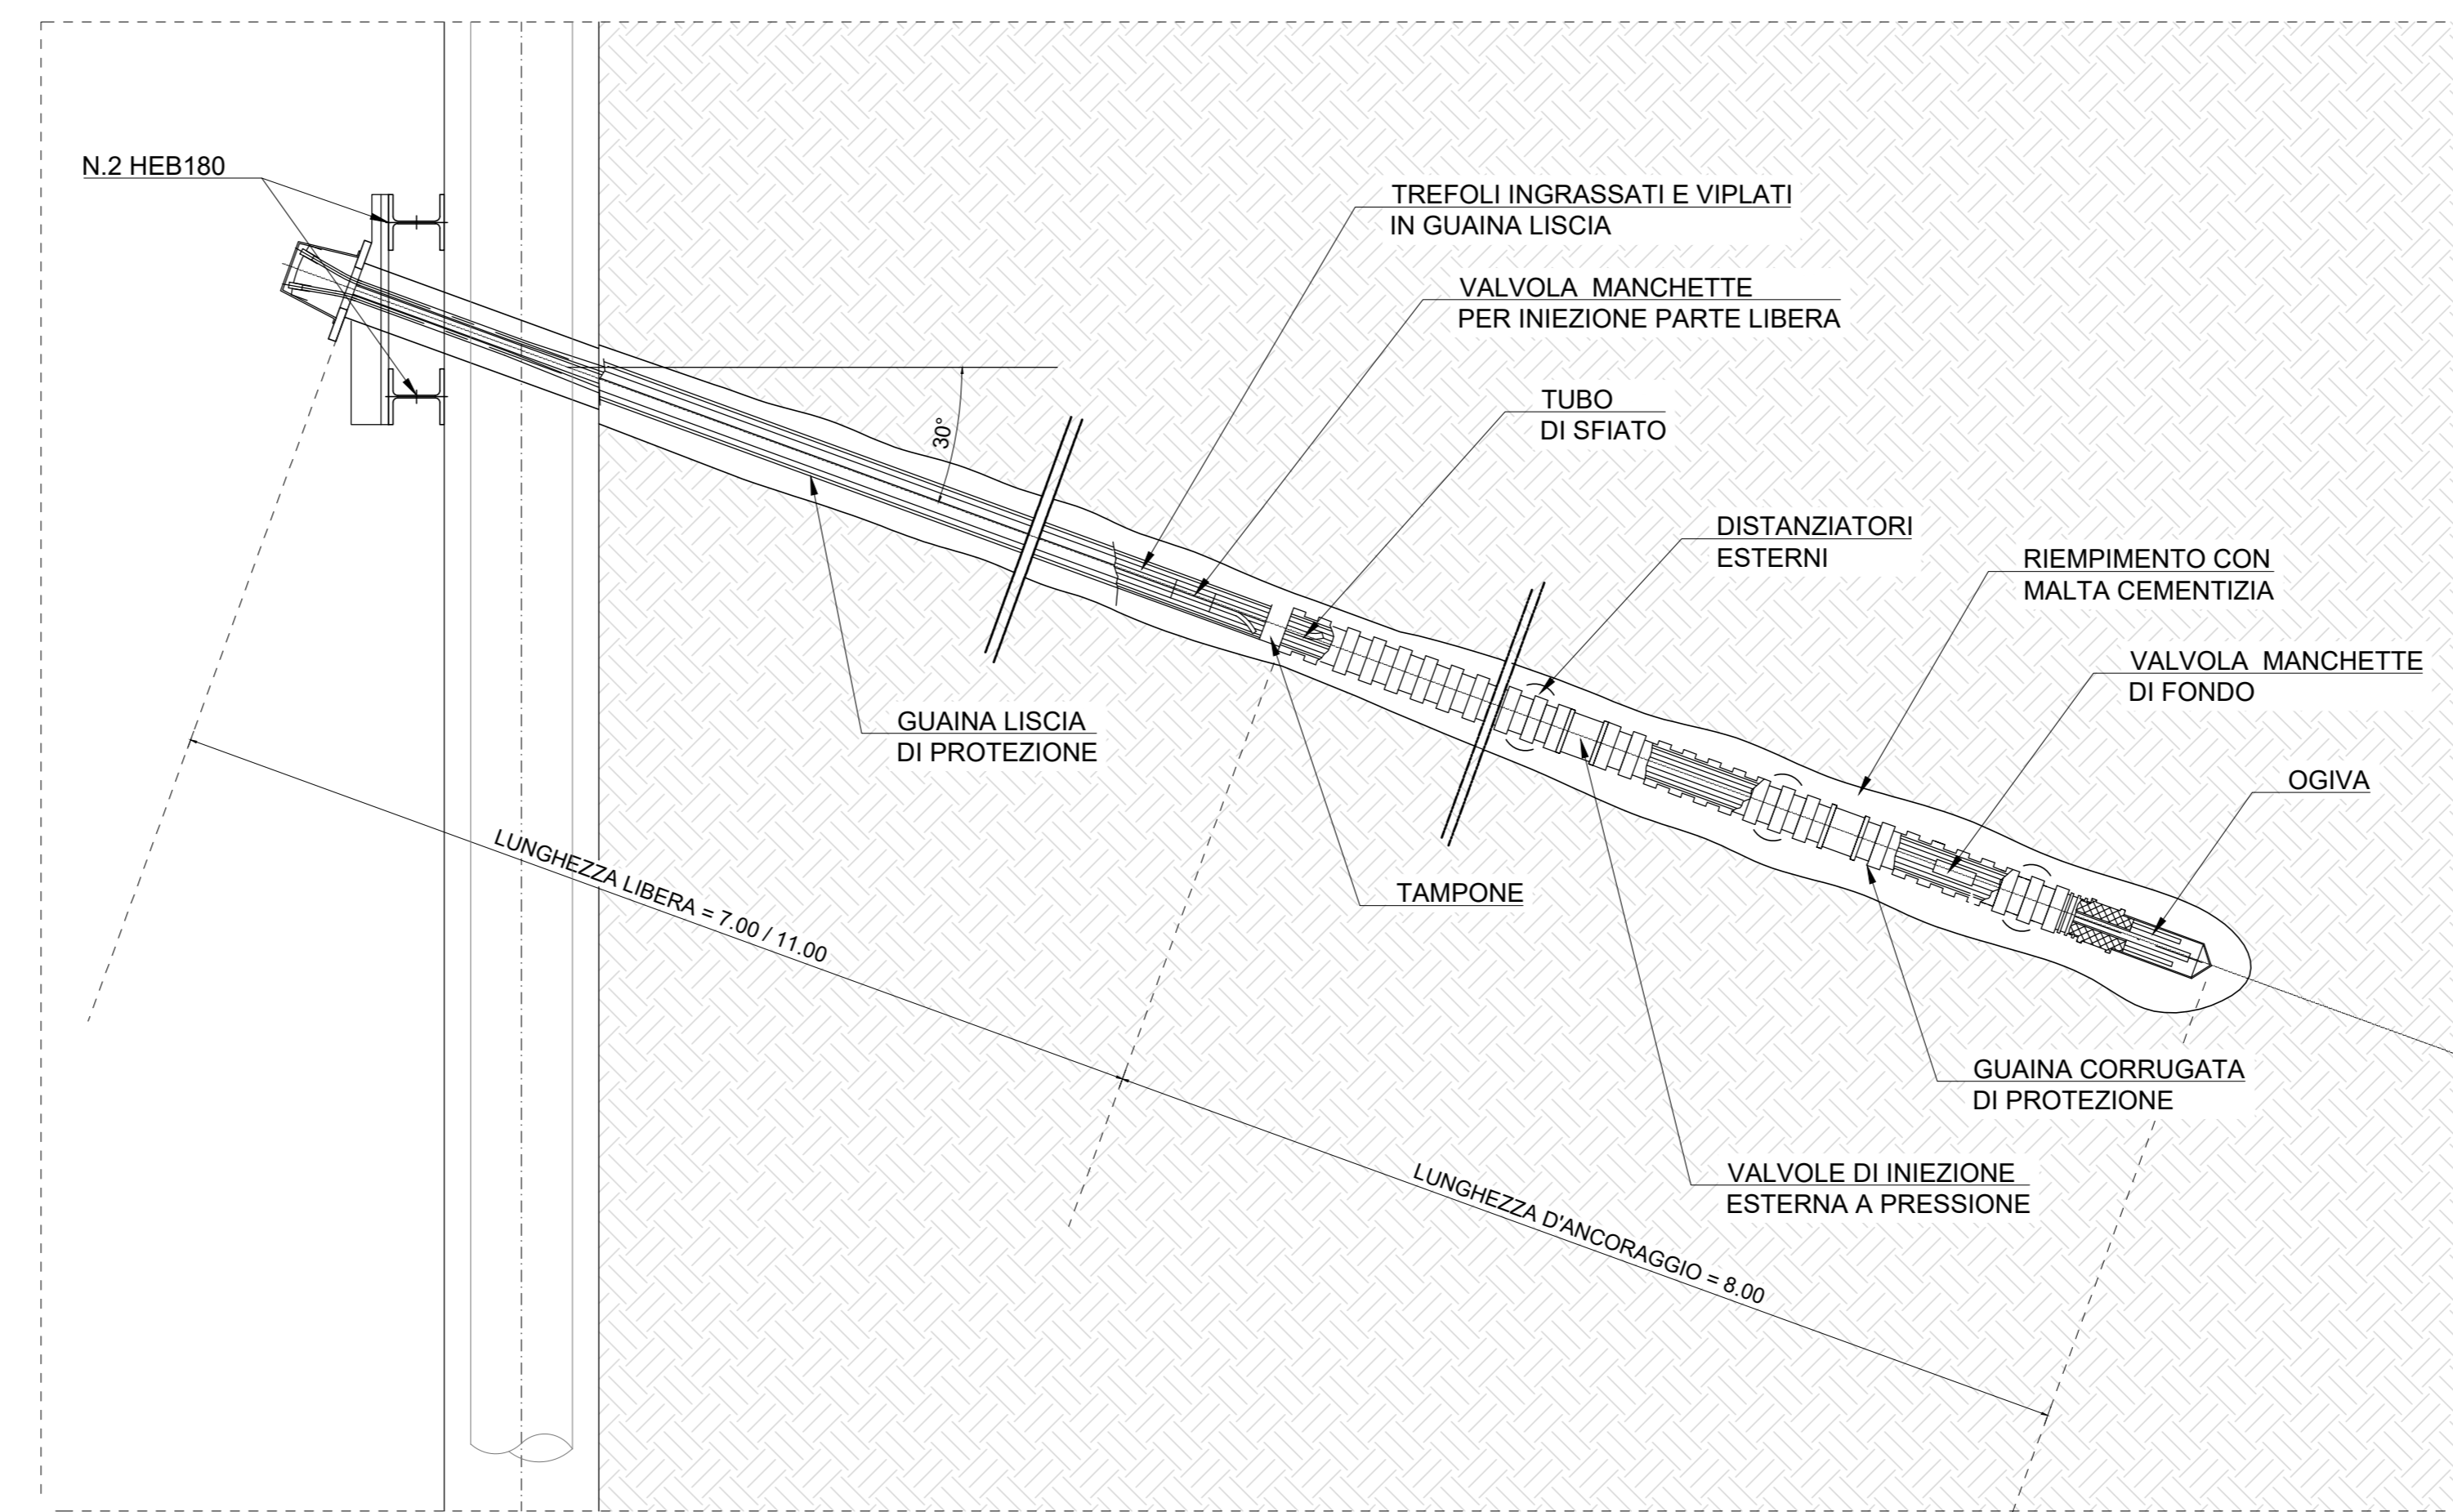 N.2 HEB180
TREFOLI INGRASSATI E VIPLATI
IN GUAINA LISCIA
VALVOLA  MANCHETTE
PER INIEZIONE PARTE LIBERA
TUBO
DI SFIATO
30°
DISTANZIATORI
ESTERNI
RIEMPIMENTO CON
MALTA CEMENTIZIA
VALVOLA  MANCHETTE
DI FONDO
GUAINA LISCIA
DI PROTEZIONE
OGIVA
LUNGHEZZA LIBERA = 7.00 / 11.00
TAMPONE
GUAINA CORRUGATA
DI PROTEZIONE
VALVOLE DI INIEZIONE
ESTERNA A PRESSIONE
LUNGHEZZA D'ANCORAGGIO = 8.00